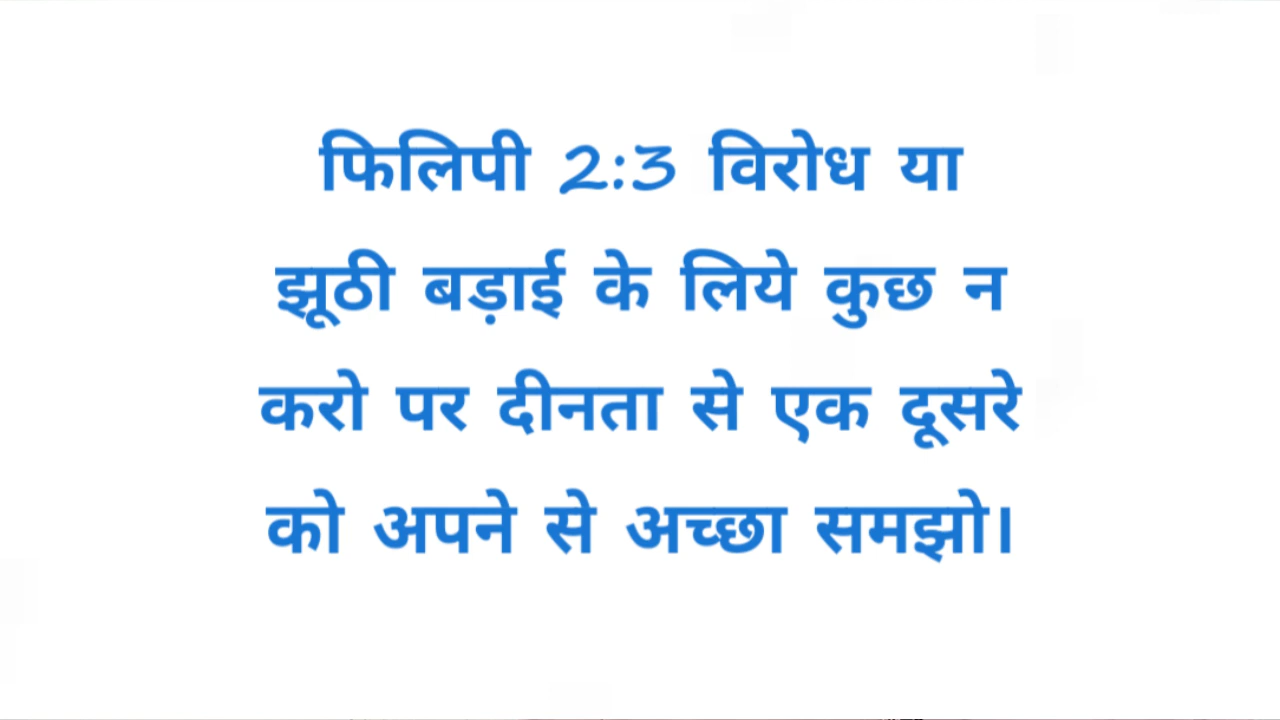 फिलिपी 2:3 विरोध या
झूठी बड़ाई के लिये कुछ न
करो पर दीनता से एक दूसरे
को अपने से अच्छा समझो।